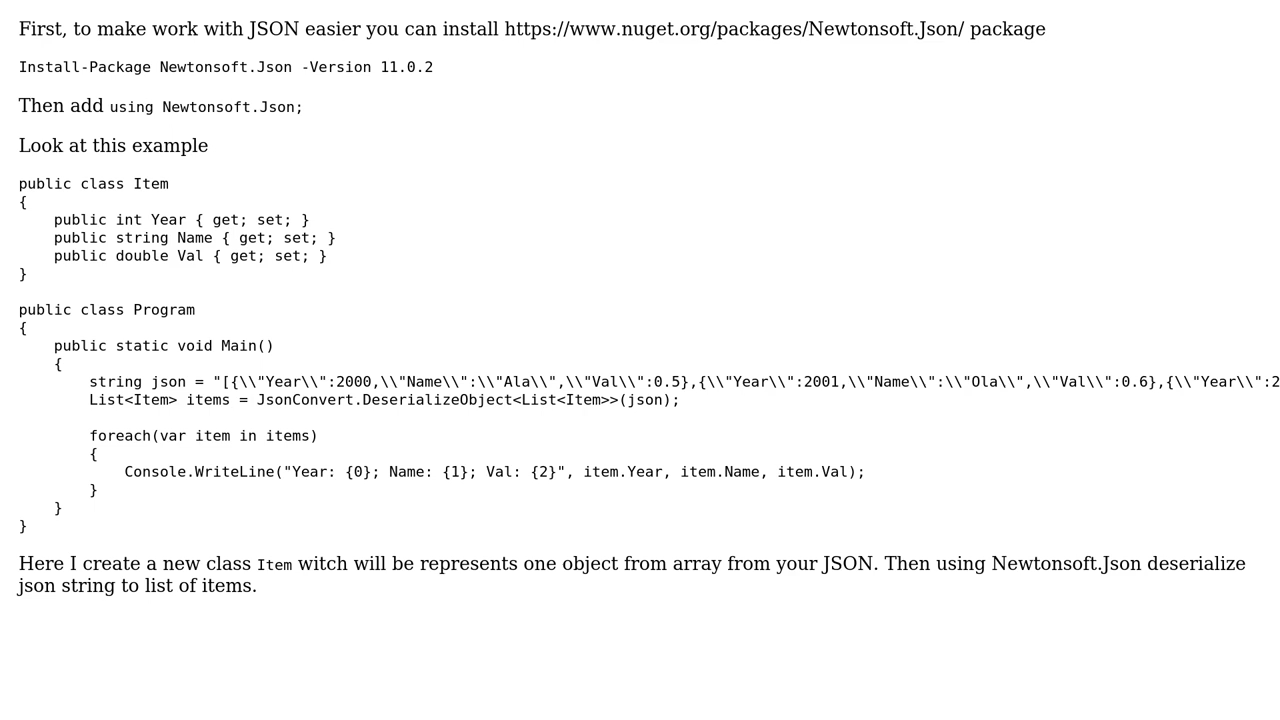 First, to make work with JSON easier you can install https://www.nuget.org/packages/Newtonsoft.Json/ package
Install-Package Newtonsoft.Json -Version 11.0.2
Then add using Newtonsoft.Json;
Look at this example
public class Item
{
    public int Year { get; set; }
    public string Name { get; set; }
    public double Val { get; set; }
}
public class Program
{
    public static void Main()
    {
        string json = "[{\\"Year\\":2000,\\"Name\\":\\"Ala\\",\\"Val\\":0.5},{\\"Year\\":2001,\\"Name\\":\\"Ola\\",\\"Val\\":0.6},{\\"Year\\":2
        List<Item> items = JsonConvert.DeserializeObject<List<Item>>(json);
        foreach(var item in items)
        {
            Console.WriteLine("Year: {0}; Name: {1}; Val: {2}", item.Year, item.Name, item.Val);
        }
    }
}
Here I create a new class Item witch will be represents one object from array from your JSON. Then using Newtonsoft.Json deserialize
json string to list of items.